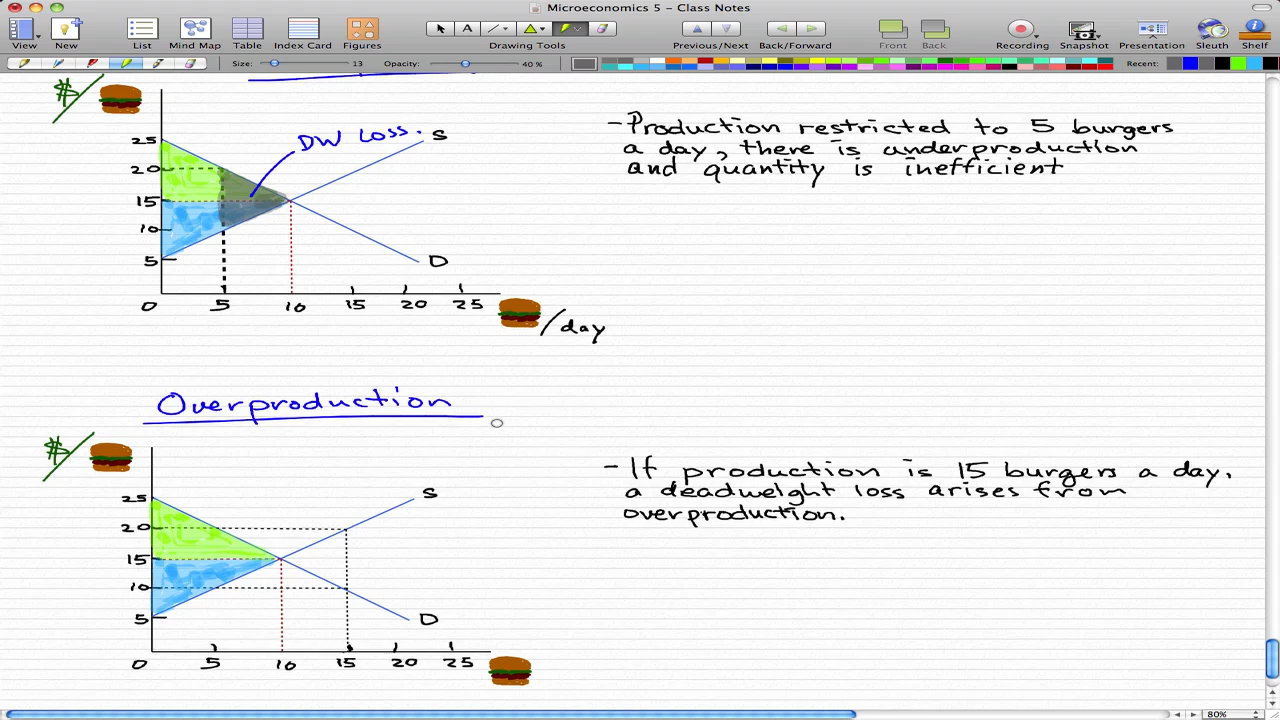 Microeconomics 5 - Class Notes
View New List Mind Map Table Index Card Figures Drawing Tools Previous/Next Back/Forward Front Back Recording Snapshot Presentation Sleuth Shelf
Size: 13 Opacity: 40 % Recent:
$/
DW Loss. S
25
20
15
10
5
D
0 5 10 15 20 25
/day
-Production restricted to 5 burgers
a day, there is underproduction
and quantity is inefficient
Overproduction
$/
S
25
20
15
10
5
D
0 5 10 15 20 25
-If production is 15 burgers a day,
a deadweight loss arises from
overproduction.
80%